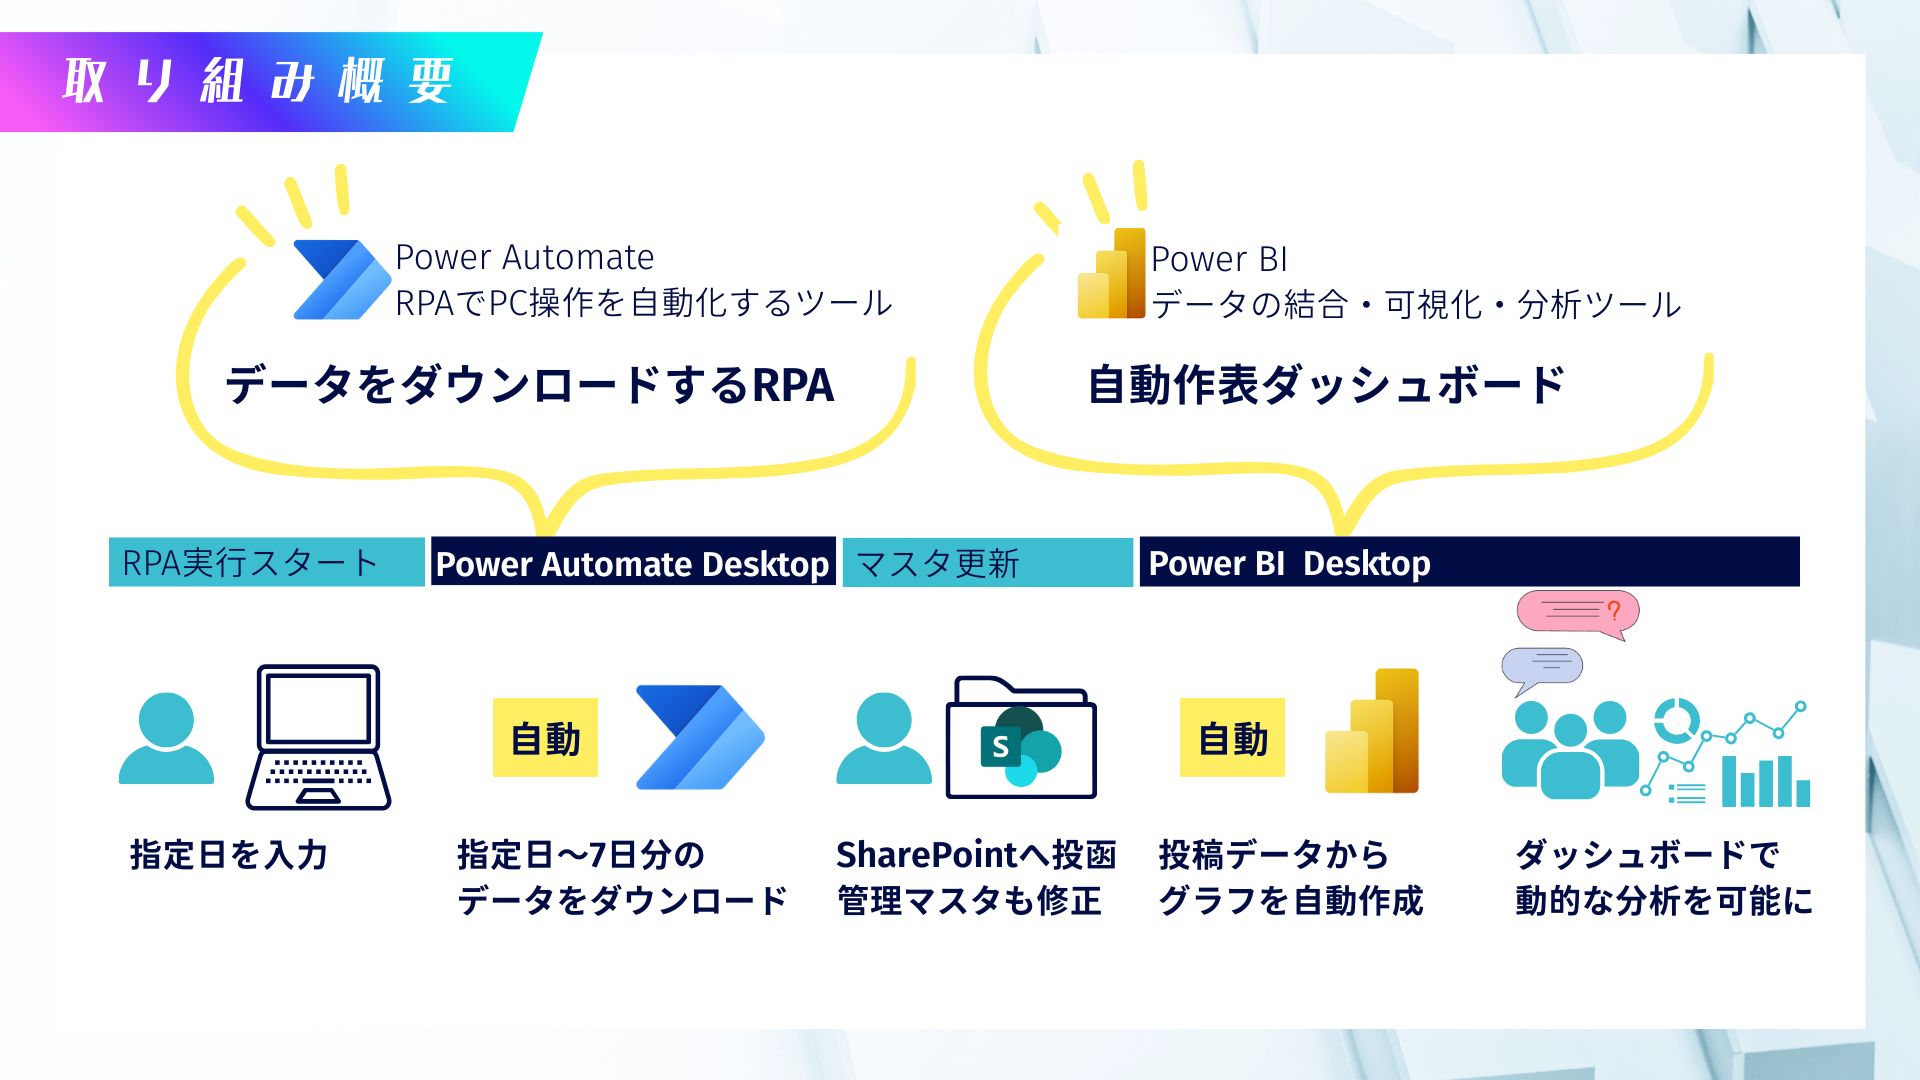 取り組み概要
Power Automate
RPAでPC操作を自動化するツール
データをダウンロードするRPA
Power BI
データの結合・可視化・分析ツール
自動作表ダッシュボード
RPA実行スタート
Power Automate Desktop
マスタ更新
Power BI Desktop
?
自動
S
自動
指定日を入力
指定日～7日分の
データをダウンロード
SharePointへ投函
管理マスタも修正
投稿データから
グラフを自動作成
ダッシュボードで
動的な分析を可能に